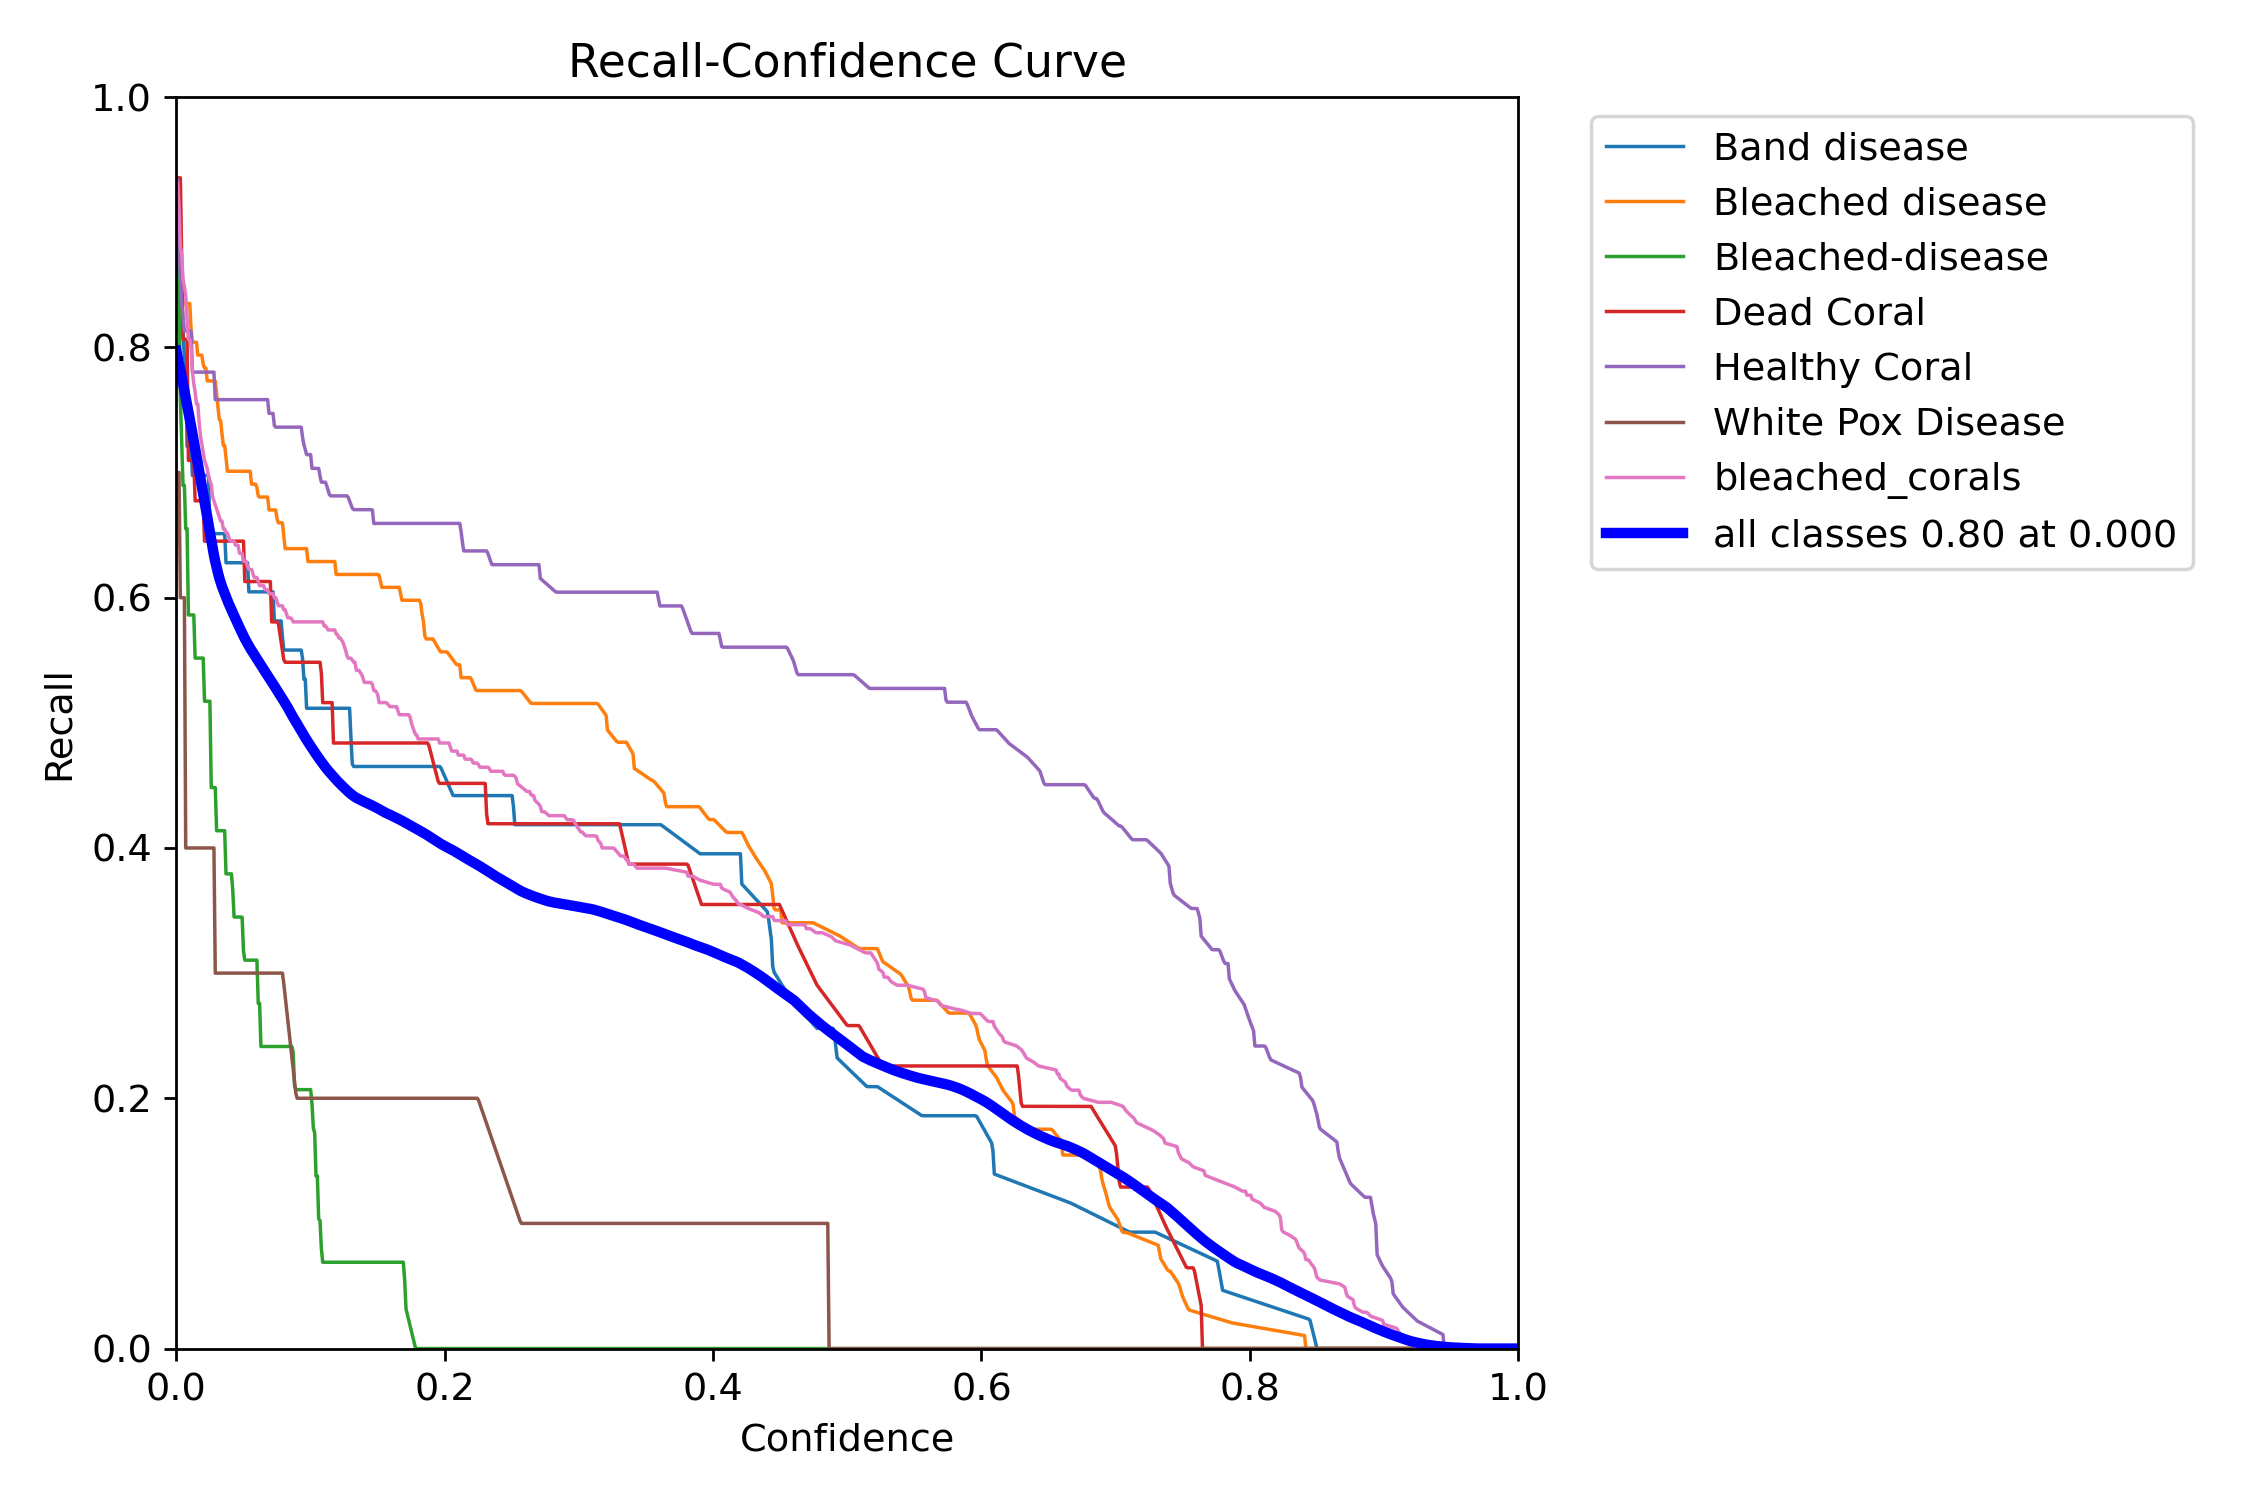 Recall-Confidence Curve
1.0
0.8
0.6
0.4
0.2
0.0
Recall
0.0 0.2 0.4 0.6 0.8 1.0
Confidence
Band disease
Bleached disease
Bleached-disease
Dead Coral
Healthy Coral
White Pox Disease
bleached_corals
all classes 0.80 at 0.000